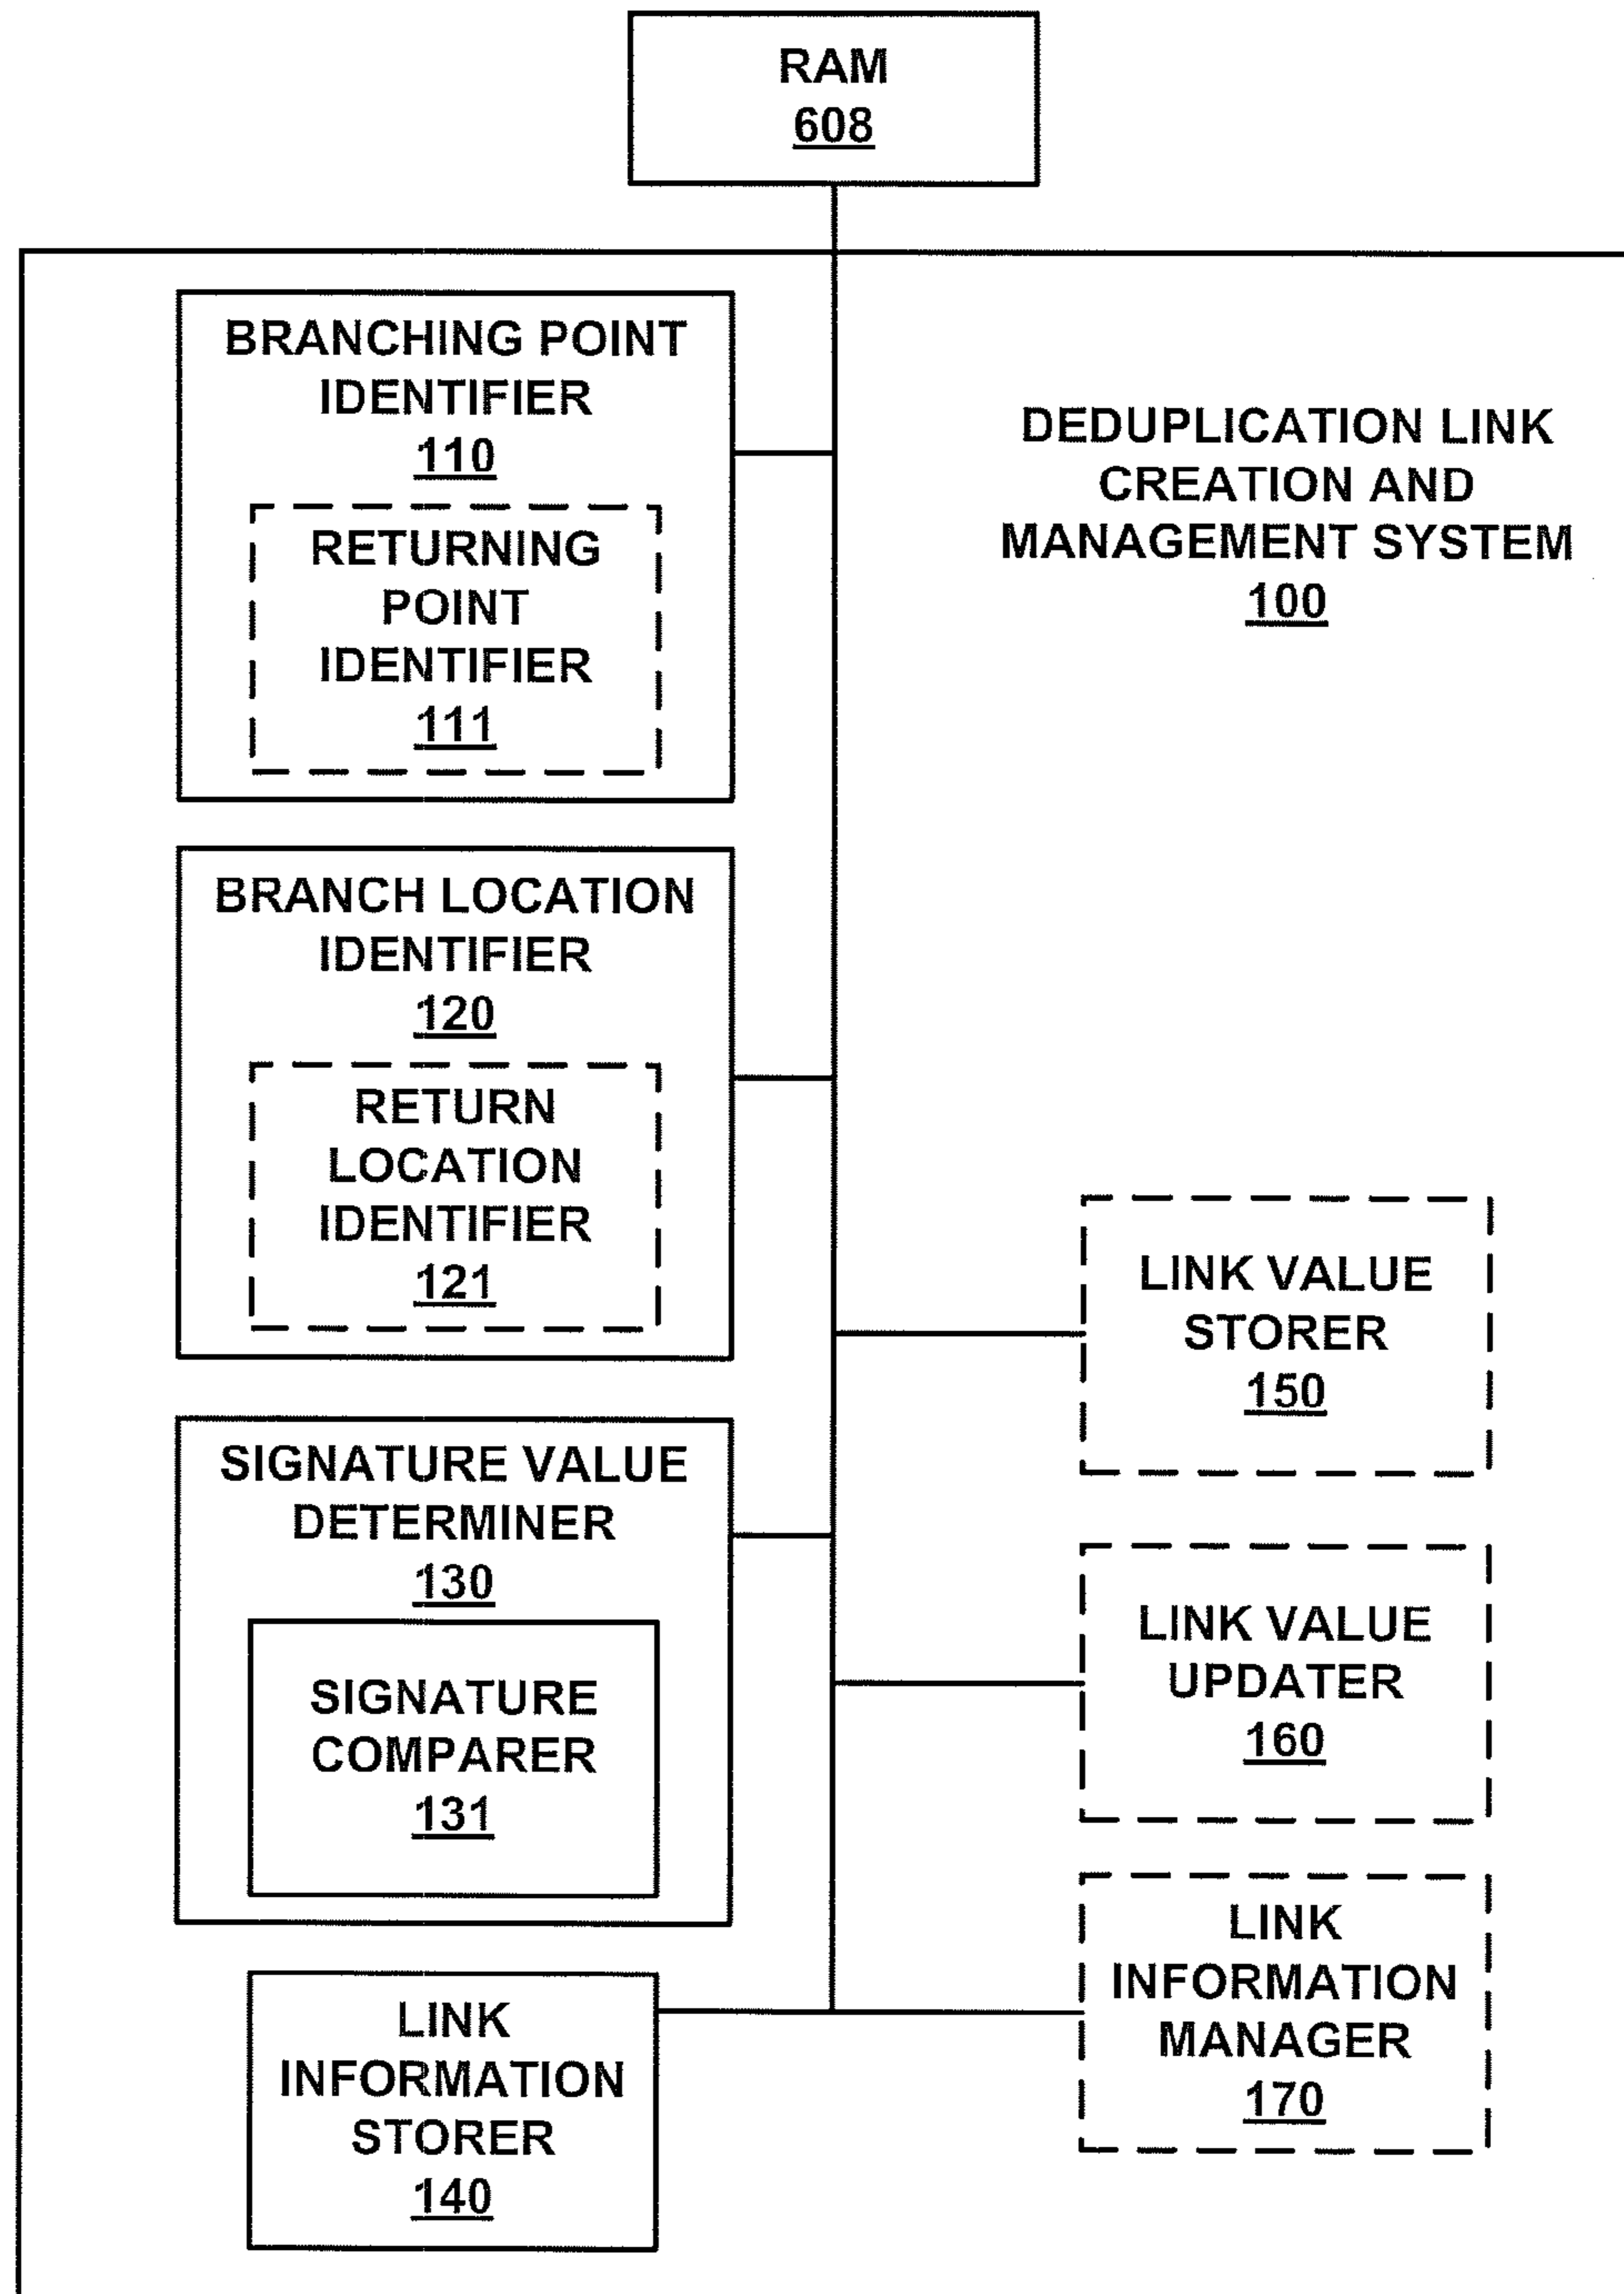 RAM
608
BRANCHING POINT
IDENTIFIER
110
RETURNING
POINT
IDENTIFIER
111
DEDUPLICATION LINK
CREATION AND
MANAGEMENT SYSTEM
100
BRANCH LOCATION
IDENTIFIER
120
RETURN
LOCATION
IDENTIFIER
121
SIGNATURE VALUE
DETERMINER
130
SIGNATURE
COMPARER
131
LINK
INFORMATION
STORER
140
LINK VALUE
STORER
150
LINK VALUE
UPDATER
160
LINK
INFORMATION
MANAGER
170